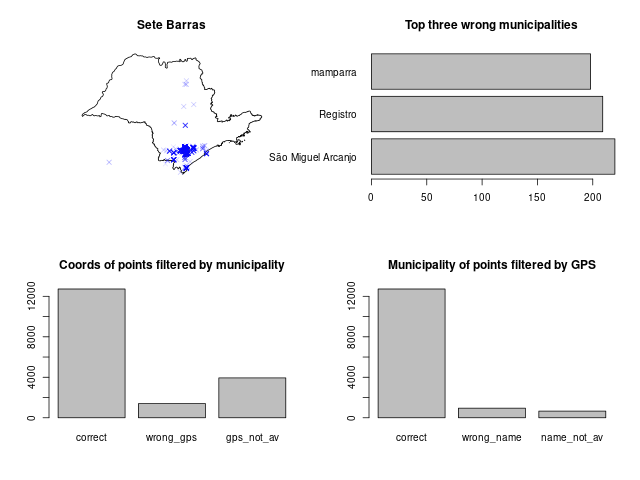 Sete Barras
Top three wrong municipalities
mamparra
Registro
São Miguel Arcanjo
0 50 100 150 200
Coords of points filtered by municipality
12000
8000
4000
0
correct wrong_gps gps_not_av
Municipality of points filtered by GPS
12000
8000
4000
0
correct wrong_name name_not_av